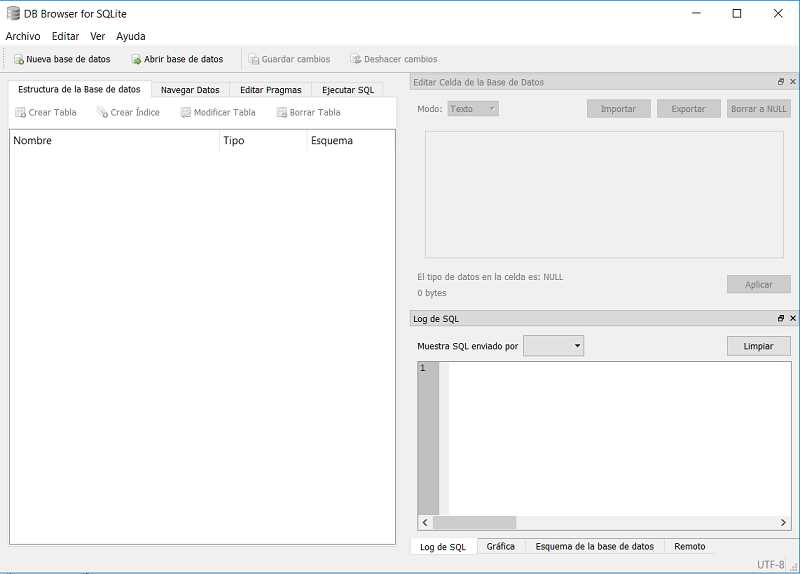 DB Browser for SQLite
Archivo Editar Ver Ayuda
Nueva base de datos Abrir base de datos Guardar cambios Deshacer cambios
Estructura de la Base de datos Navegar Datos Editar Pragmas Ejecutar SQL
Crear Tabla Crear Índice Modificar Tabla Borrar Tabla
Nombre Tipo Esquema
Editar Celda de la Base de Datos
Modo: Texto Importar Exportar Borrar a NULL
El tipo de datos en la celda es: NULL
0 bytes
Aplicar
Log de SQL
Muestra SQL enviado por Limpiar
1
Log de SQL Gráfica Esquema de la base de datos Remoto
UTF-8